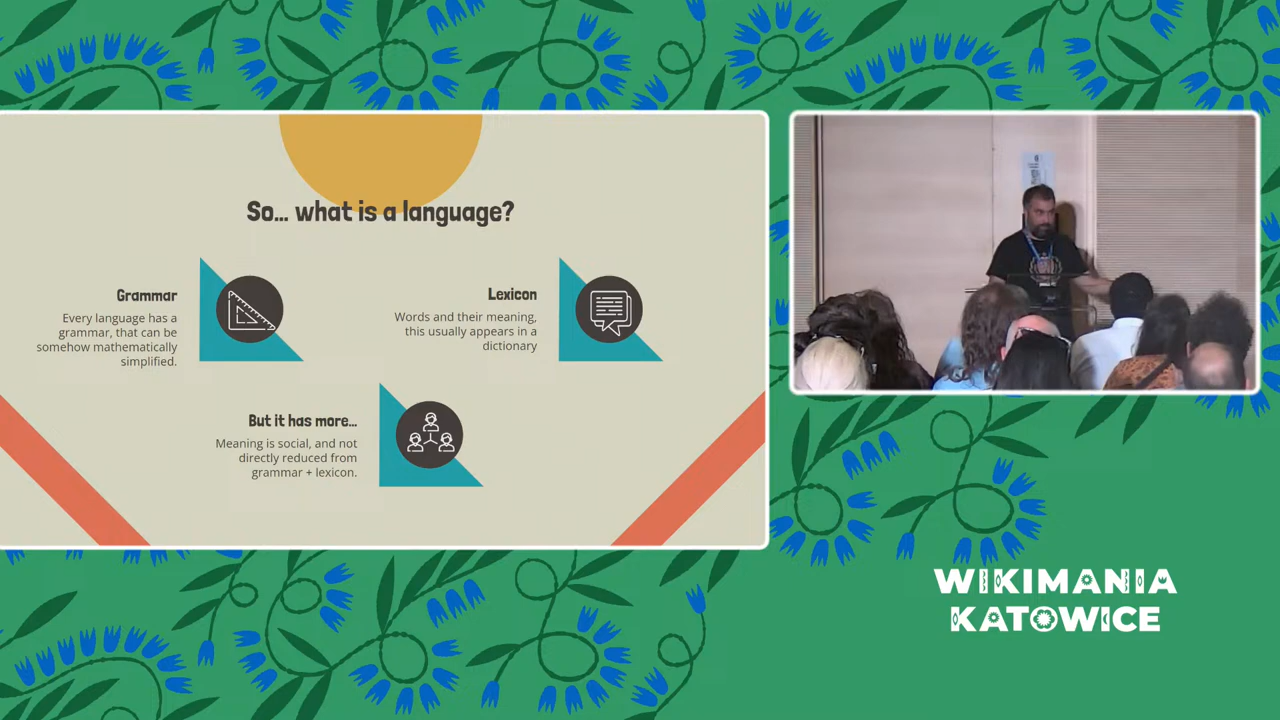 So... what is a language?
Grammar
Every language has a
grammar, that can be
somehow mathematically
simplified.
Lexicon
Words and their meaning,
this usually appears in a
dictionary
But it has more...
Meaning is social, and not
directly reduced from
grammar + lexicon.
WIKIMANIA
KATOWICE